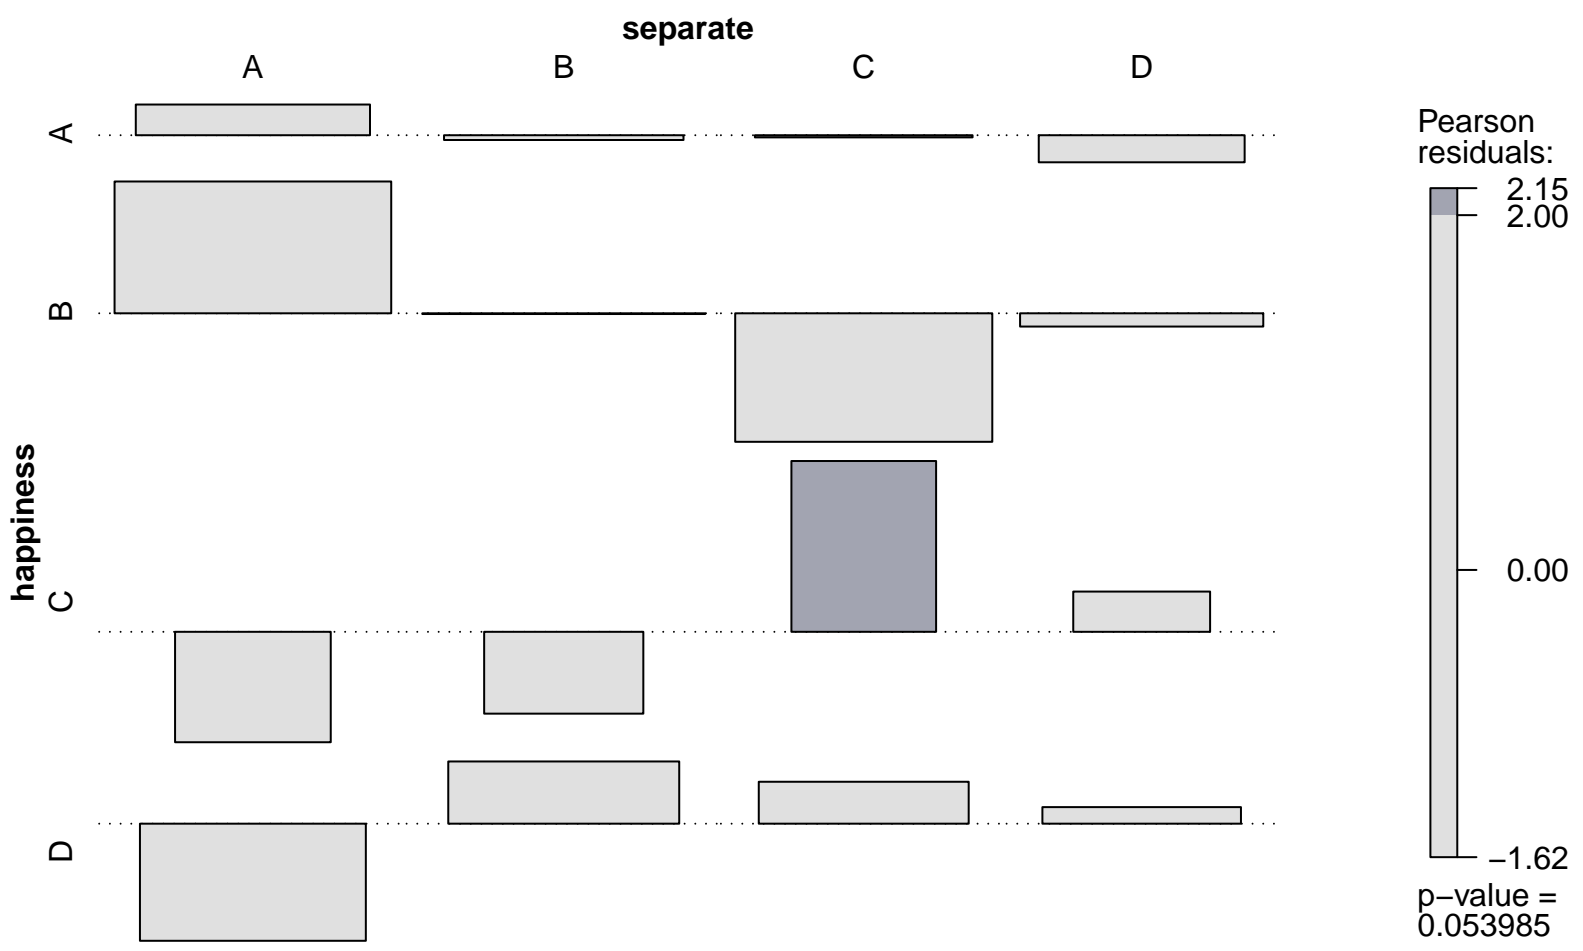 separate
A
B
C
D
happiness
A
B
C
D
Pearson
residuals:
2.15
2.00
0.00
−1.62
p−value =
0.053985